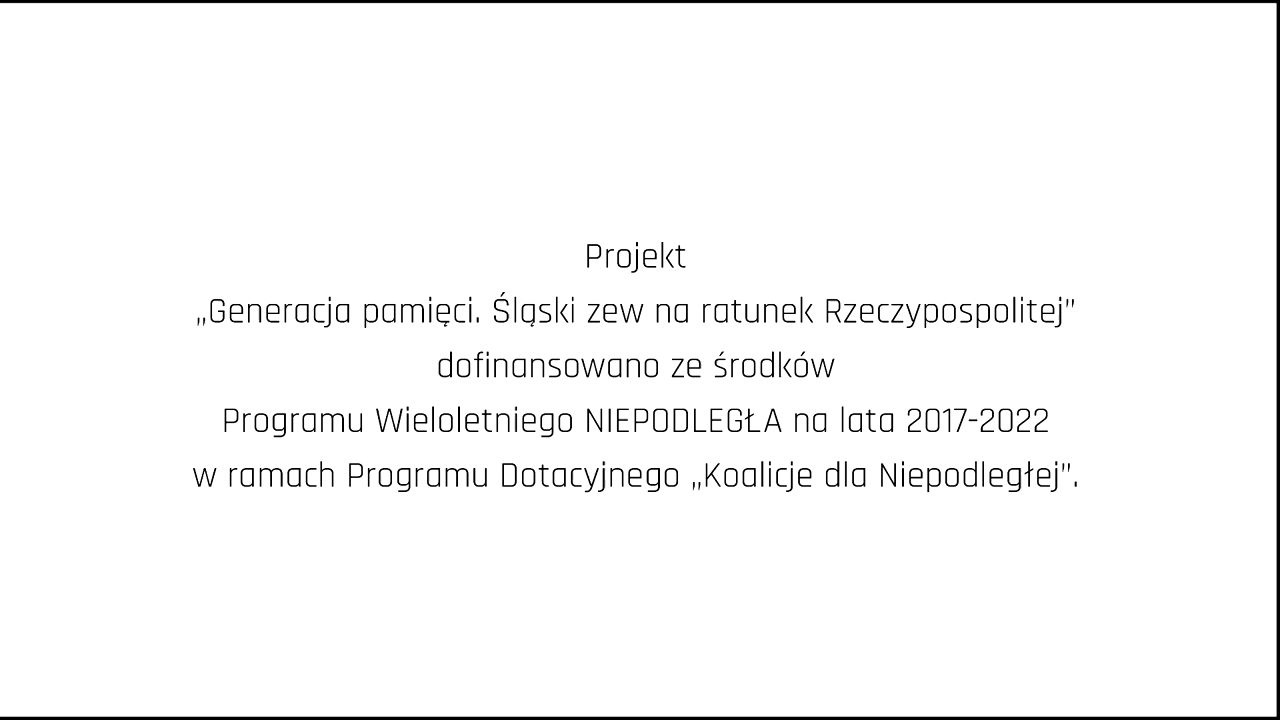 Projekt
„Generacja pamięci. Śląski zew na ratunek Rzeczypospolitej”
dofinansowano ze środków
Programu Wieloletniego NIEPODLEGŁA na lata 2017-2022
w ramach Programu Dotacyjnego „Koalicje dla Niepodległej”.